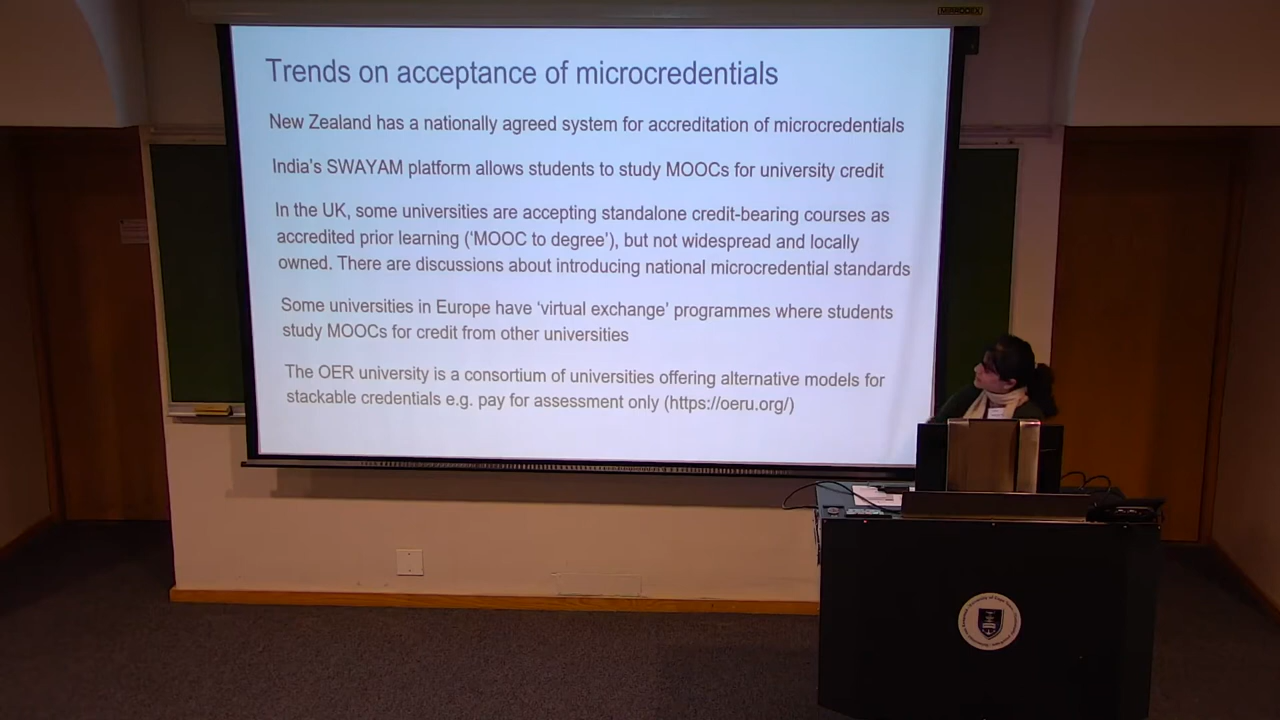 Trends on acceptance of microcredentials
New Zealand has a nationally agreed system for accreditation of microcredentials
India's SWAYAM platform allows students to study MOOCs for university credit
In the UK, some universities are accepting standalone credit-bearing courses as
accredited prior learning ('MOOC to degree'), but not widespread and locally
owned. There are discussions about introducing national microcredential standards
Some universities in Europe have 'virtual exchange' programmes where students
study MOOCs for credit from other universities
The OER university is a consortium of universities offering alternative models for
stackable credentials e.g. pay for assessment only (https://oeru.org/)